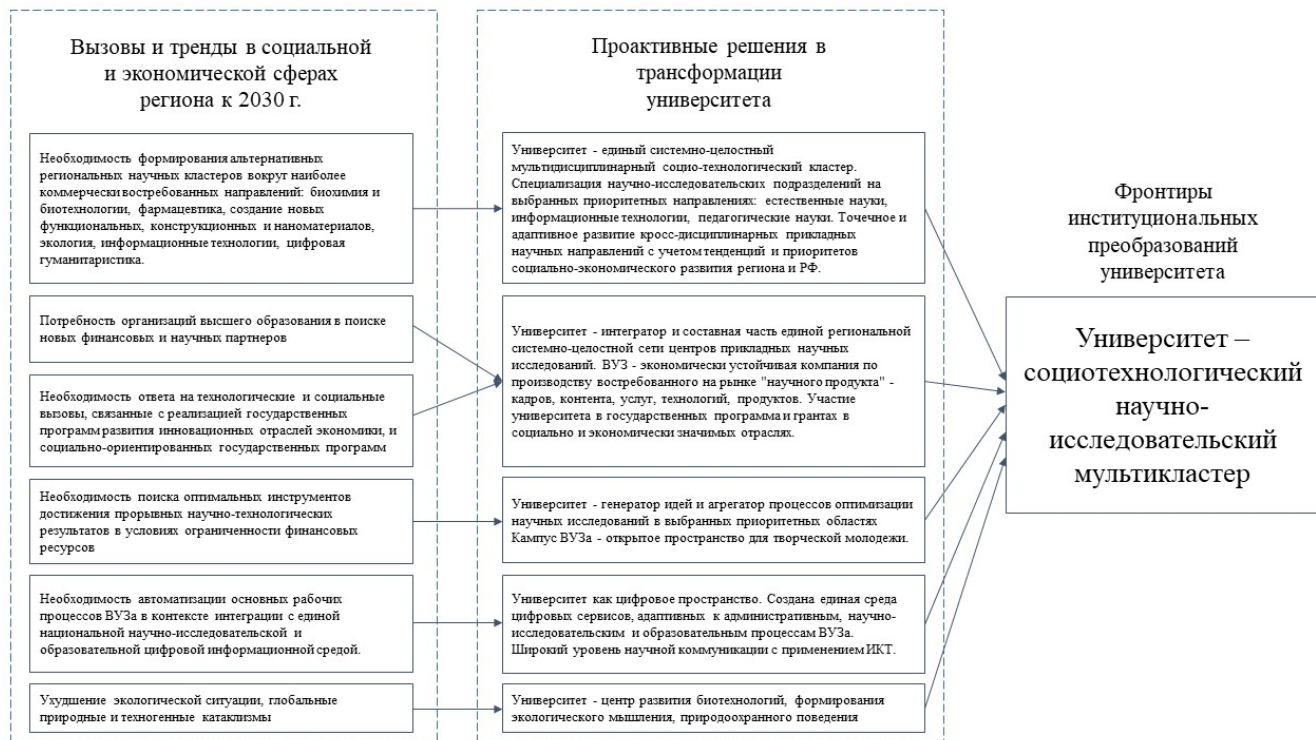 Вызовы и тренды в социальной
и экономической сферах
региона к 2030 г.
Необходимость формирования альтернативных
региональных научных кластеров вокруг наиболее
коммерчески востребованных направлений: биохимия и
биотехнологии, фармацевтика, создание новых
функциональных, конструкционных и наноматериалов,
экология, информационные технологии, цифровая
гуманитаристика.
Потребность организаций высшего образования в поиске
новых финансовых и научных партнеров
Необходимость ответа на технологические и социальные
вызовы, связанные с реализацией государственных
программ развития инновационных отраслей экономики, и
социально-ориентированных государственных программ
Необходимость поиска оптимальных инструментов
достижения прорывных научно-технологических
результатов в условиях ограниченности финансовых
ресурсов
Необходимость автоматизации основных рабочих
процессов ВУЗа в контексте интеграции с единой
национальной научно-исследовательской и
образовательной цифровой информационной средой.
Ухудшение экологической ситуации, глобальные
природные и техногенные катаклизмы
Проактивные решения в
трансформации
университета
Университет - единый системно-целостный
мультидисциплинарный социо-технологический кластер.
Специализация научно-исследовательских подразделений на
выбранных приоритетных направлениях: естественные науки,
информационные технологии, педагогические науки. Точечное и
адаптивное развитие кросс-дисциплинарных прикладных
научных направлений с учетом тенденций и приоритетов
социально-экономического развития региона и РФ.
Университет - интегратор и составная часть единой региональной
системно-целостной сети центров прикладных научных
исследований. ВУЗ - экономически устойчивая компания по
производству востребованного на рынке "научного продукта" -
кадров, контента, услуг, технологий, продуктов. Участие
университета в государственных программа и грантах в
социально и экономически значимых отраслях.
Университет - генератор идей и агрегатор процессов оптимизации
научных исследований в выбранных приоритетных областях
Кампус ВУЗа - открытое пространство для творческой молодежи.
Университет как цифровое пространство. Создана единая среда
цифровых сервисов, адаптивных к административным, научно-
исследовательским и образовательным процессам ВУЗа.
Широкий уровень научной коммуникации с применением ИКТ.
Университет - центр развития биотехнологий, формирования
экологического мышления, природоохранного поведения
Фронтиры
институциональных
преобразований
университета
Университет –
социотехнологический
научно-
исследовательский
мультикластер